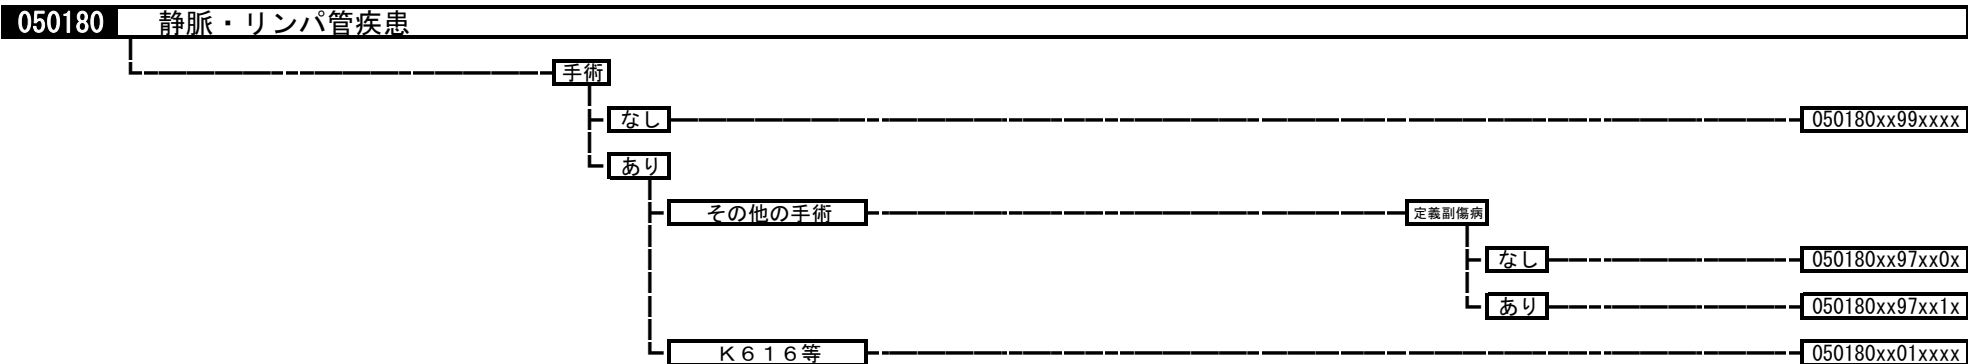 050180 静脈・リンパ管疾患
手術
なし 050180xx99xxxx
あり
その他の手術 定義副傷病
なし 050180xx97xx0x
あり 050180xx97xx1x
Ｋ６１６等 050180xx01xxxx